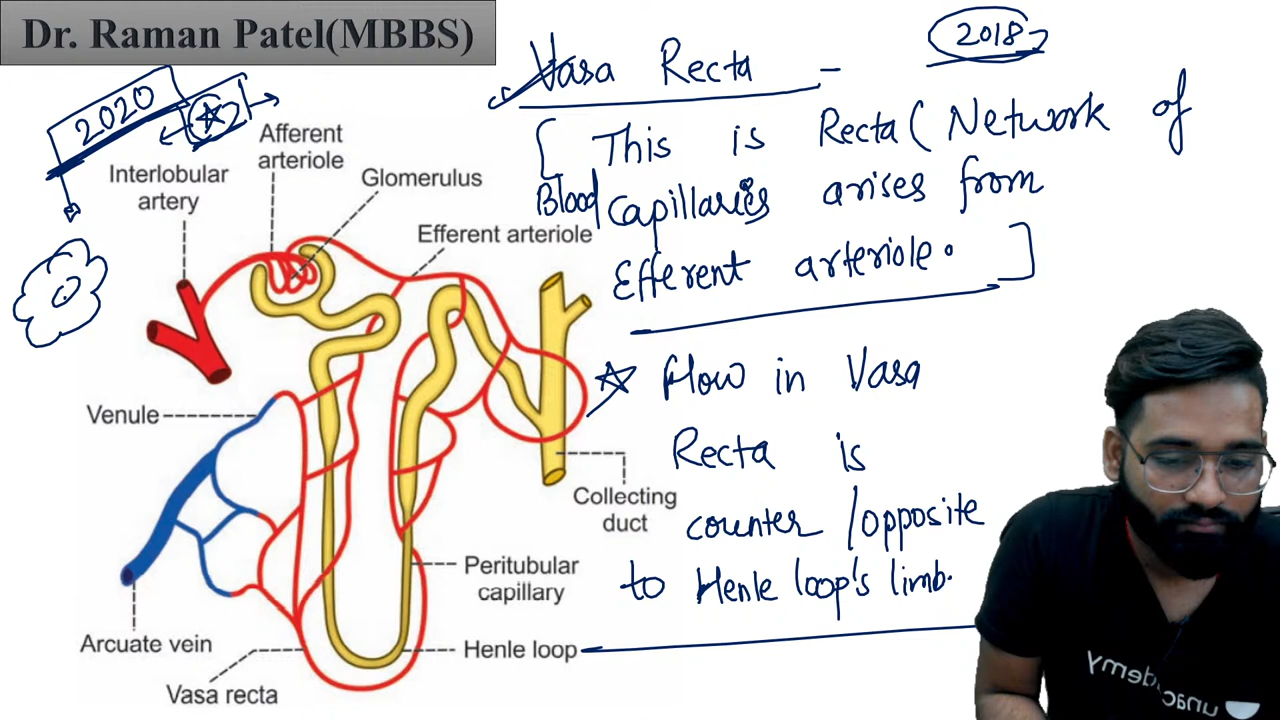 Dr. Raman Patel(MBBS)
2020
2018
Vasa Recta -
[ This is Recta ( Network of
Blood capillaries arises from
Efferent arteriole. ]
Afferent
arteriole
Interlobular
artery
Glomerulus
Efferent arteriole
☆ Flow in Vasa
Recta is
counter / opposite
to Henle loop's limb.
Venule
Collecting
duct
Peritubular
capillary
Arcuate vein
Henle loop
Vasa recta
unacademy